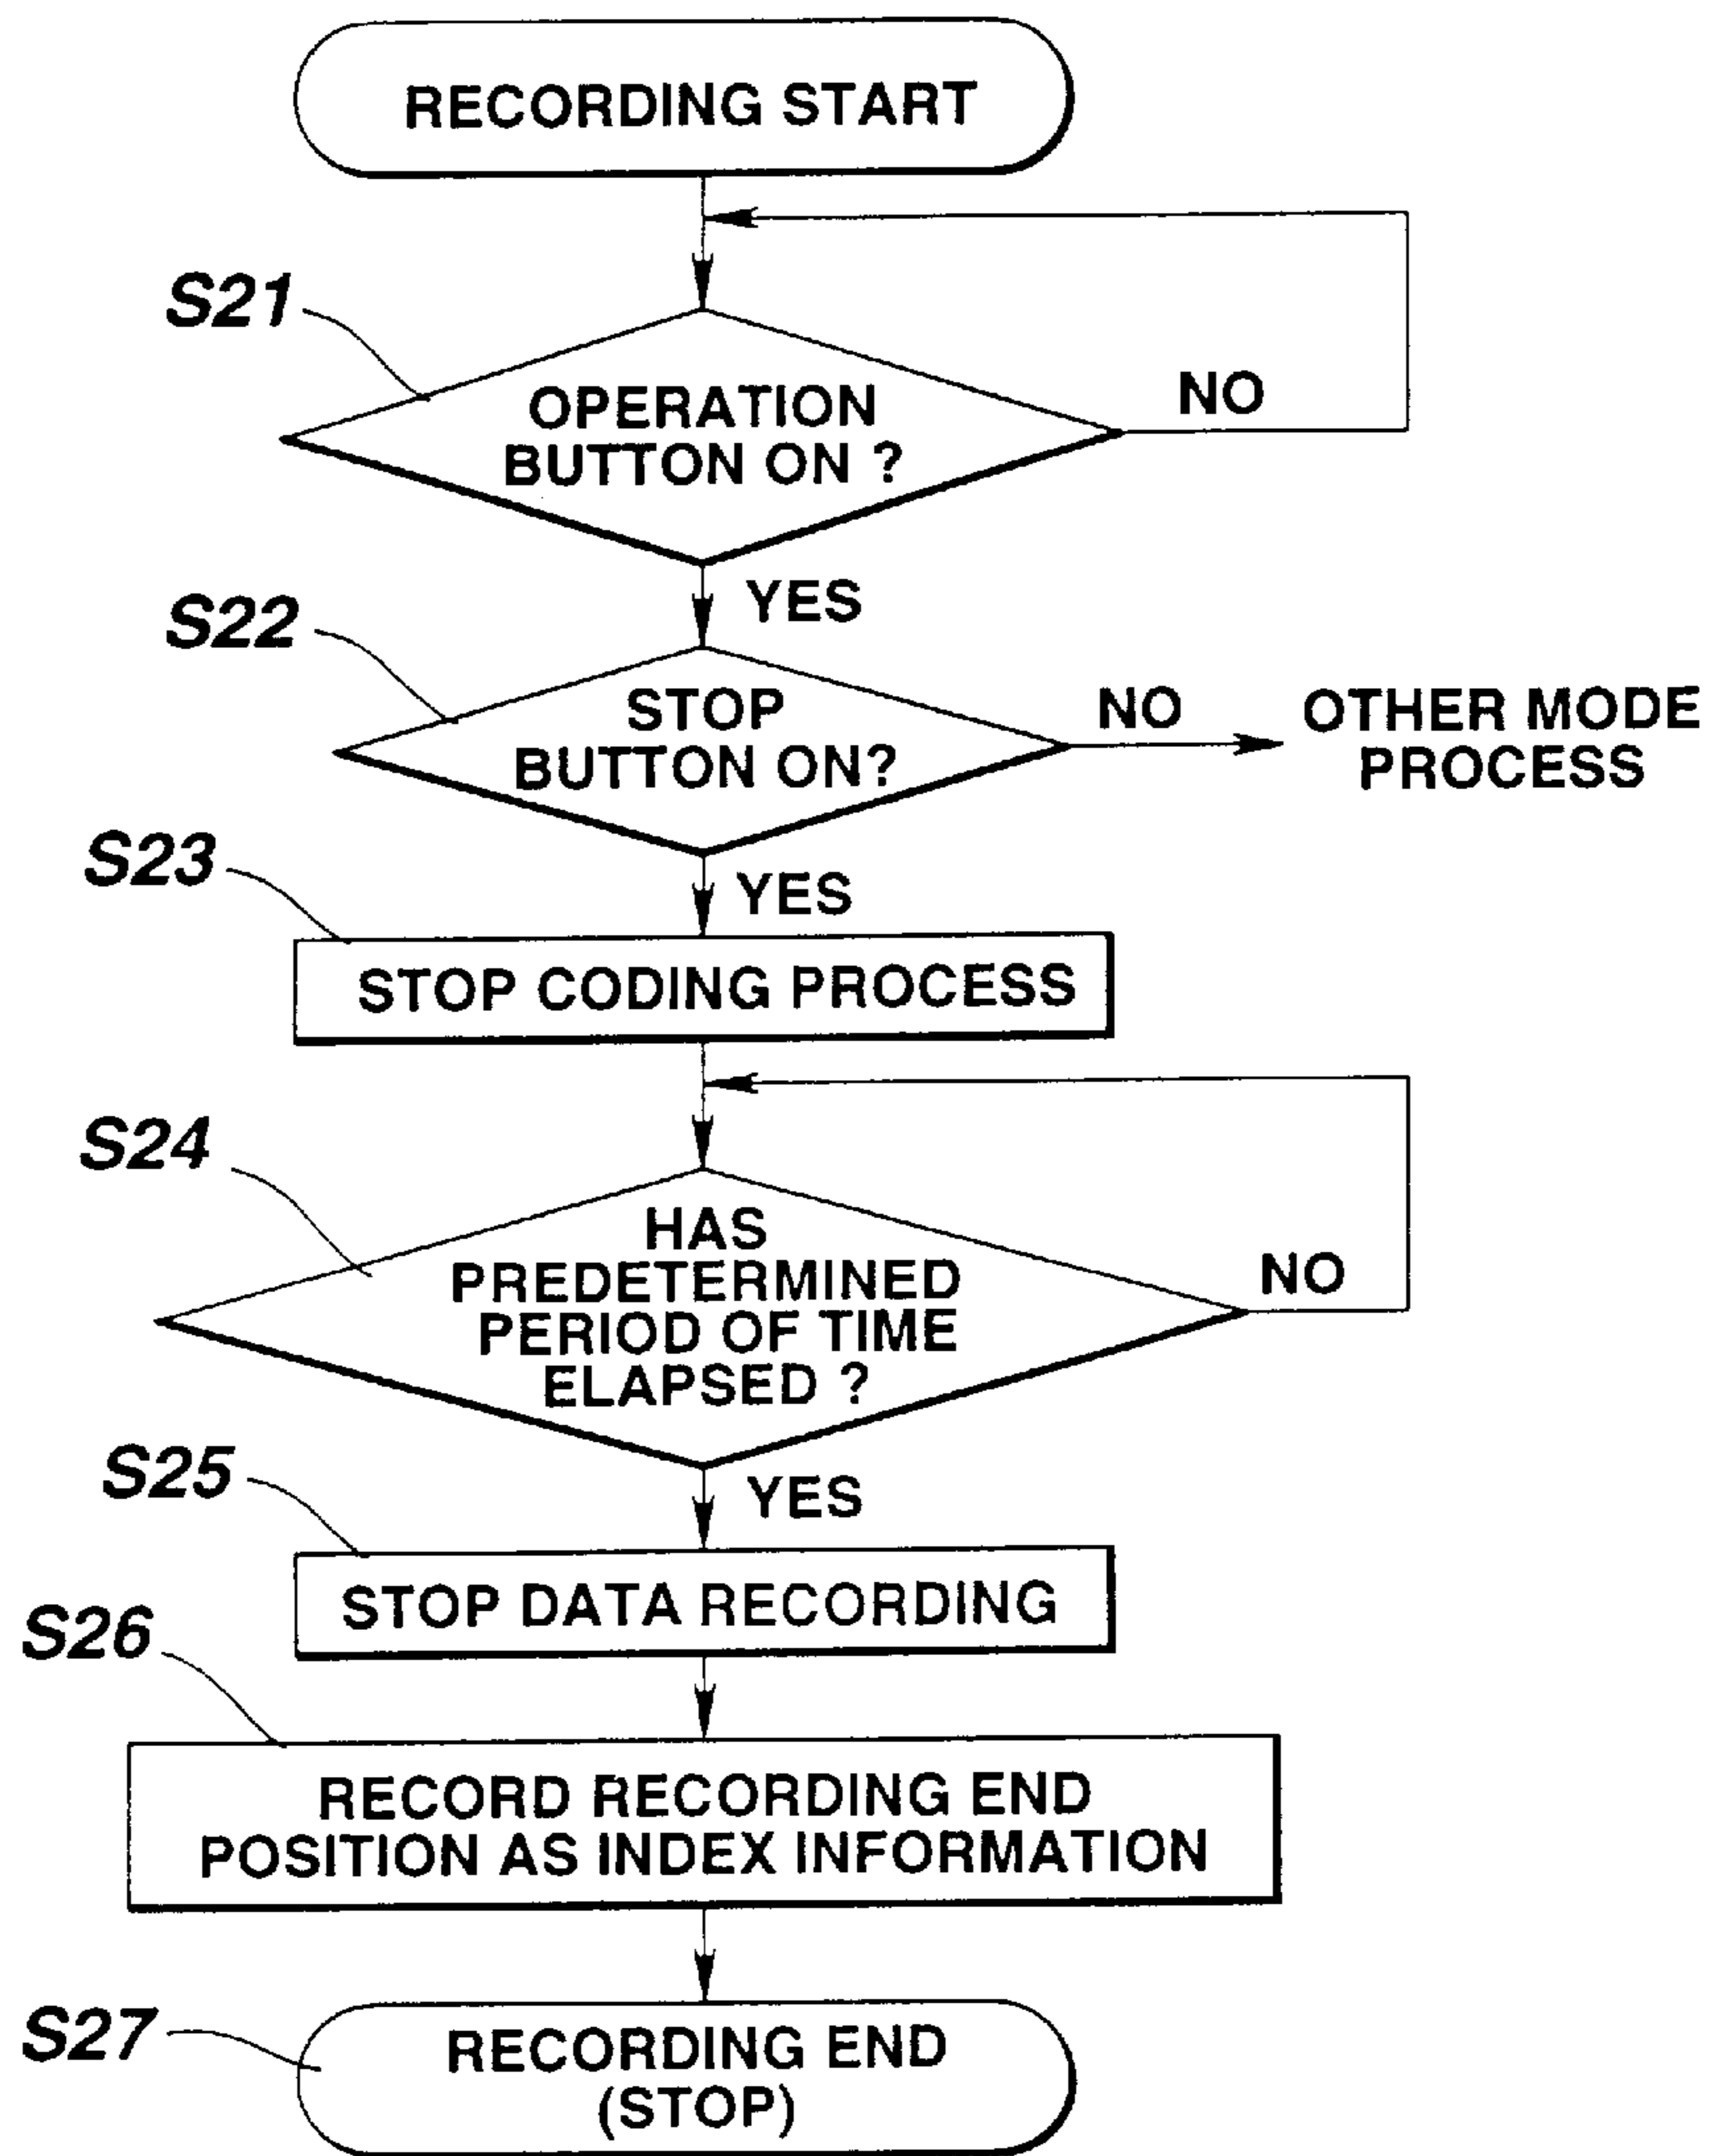 RECORDING START
S21
OPERATION
BUTTON ON ?
NO
YES
S22
STOP
BUTTON ON?
NO
OTHER MODE
PROCESS
YES
S23
STOP CODING PROCESS
S24
HAS
PREDETERMINED
PERIOD OF TIME
ELAPSED ?
NO
YES
S25
STOP DATA RECORDING
S26
RECORD RECORDING END
POSITION AS INDEX INFORMATION
S27
RECORDING END
(STOP)